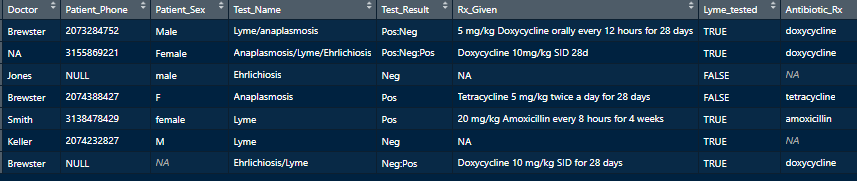 Doctor Patient_Phone Patient_Sex Test_Name Test_Result Rx_Given Lyme_tested Antibiotic_Rx
Brewster 2073284752 Male Lyme/anaplasmosis Pos:Neg 5 mg/kg Doxycycline orally every 12 hours for 28 days TRUE doxycycline
NA 3155869221 Female Anaplasmosis/Lyme/Ehrlichiosis Pos:Neg:Pos Doxycycline 10mg/kg SID 28d TRUE doxycycline
Jones NULL male Ehrlichiosis Neg NA FALSE NA
Brewster 2074388427 F Anaplasmosis Pos Tetracycline 5 mg/kg twice a day for 28 days FALSE tetracycline
Smith 3138478429 female Lyme Pos 20 mg/kg Amoxicillin every 8 hours for 4 weeks TRUE amoxicillin
Keller 2074232827 M Lyme Neg NA TRUE NA
Brewster NULL NA Ehrlichiosis/Lyme Neg:Pos Doxycycline 10 mg/kg SID for 28 days TRUE doxycycline